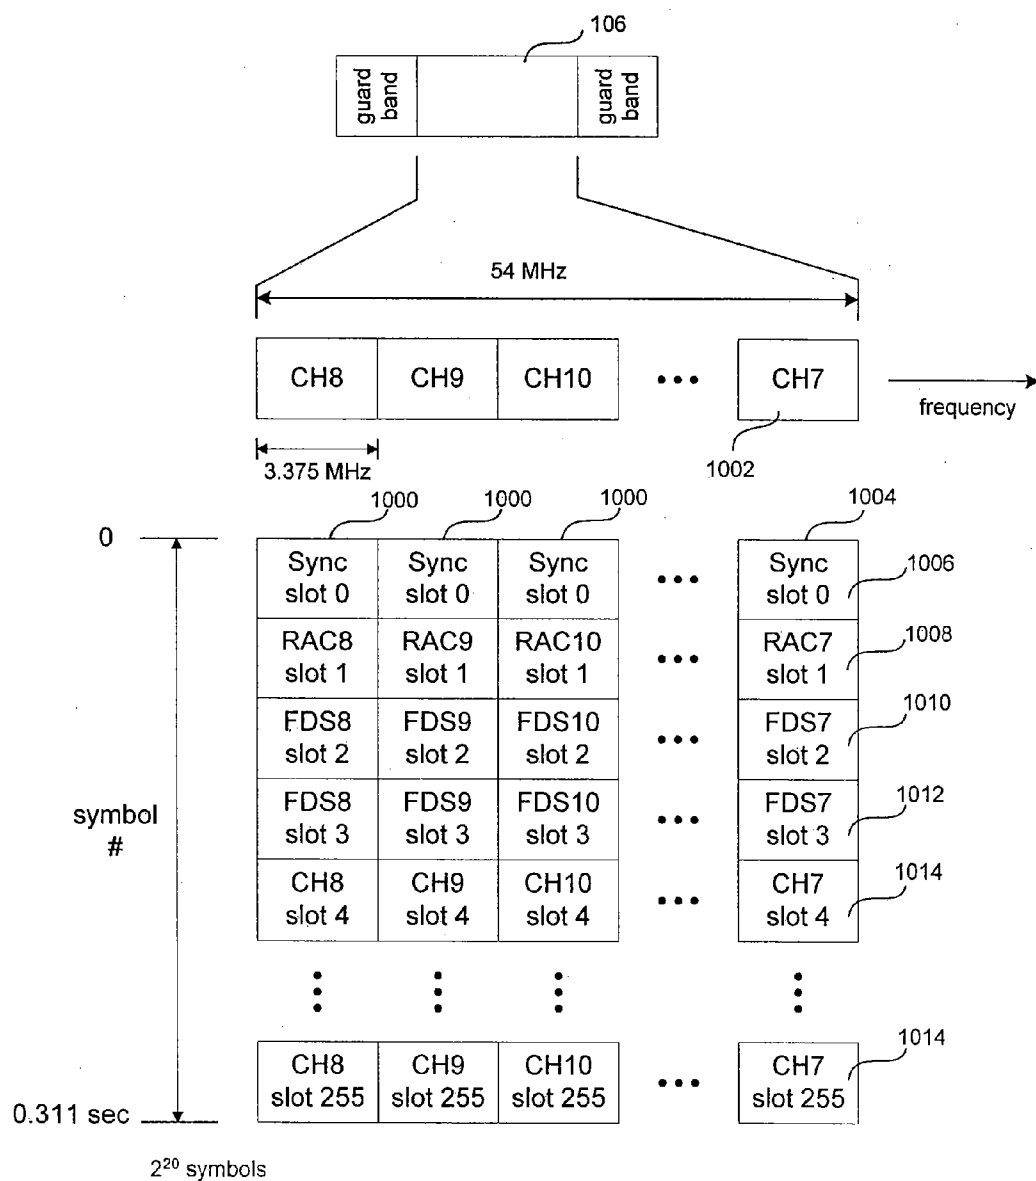 106
guard band
guard band
54 MHz
CH8 CH9 CH10 ••• CH7
frequency
3.375 MHz
1002
1000 1000 1000 1004
0
Sync Sync Sync Sync
slot 0 slot 0 slot 0 ••• slot 0
1006
RAC8 RAC9 RAC10 RAC7
slot 1 slot 1 slot 1 ••• slot 1
1008
FDS8 FDS9 FDS10 FDS7
slot 2 slot 2 slot 2 ••• slot 2
1010
FDS8 FDS9 FDS10 FDS7
slot 3 slot 3 slot 3 ••• slot 3
1012
symbol
#
CH8 CH9 CH10 CH7
slot 4 slot 4 slot 4 ••• slot 4
1014
CH8 CH9 CH10 CH7
slot 255 slot 255 slot 255 ••• slot 255
1014
0.311 sec
2²⁰ symbols